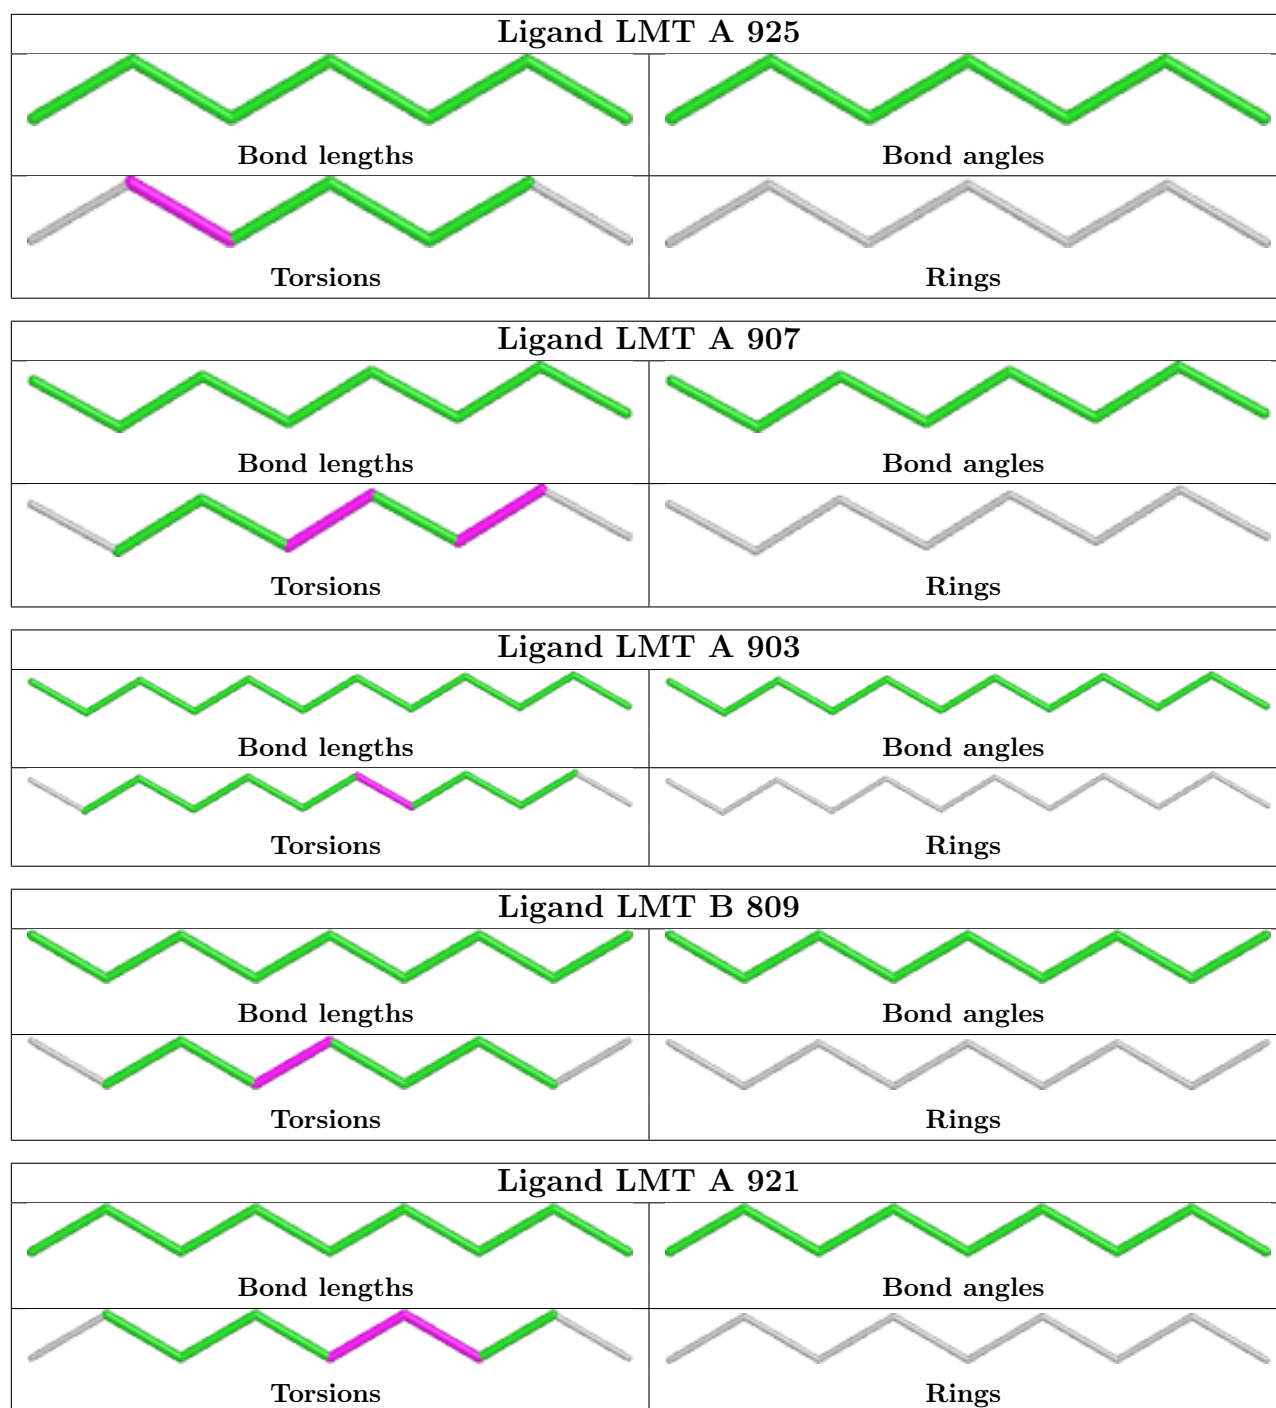 Ligand LMT A 925
Bond lengths Bond angles
Torsions Rings
Ligand LMT A 907
Bond lengths Bond angles
Torsions Rings
Ligand LMT A 903
Bond lengths Bond angles
Torsions Rings
Ligand LMT B 809
Bond lengths Bond angles
Torsions Rings
Ligand LMT A 921
Bond lengths Bond angles
Torsions Rings